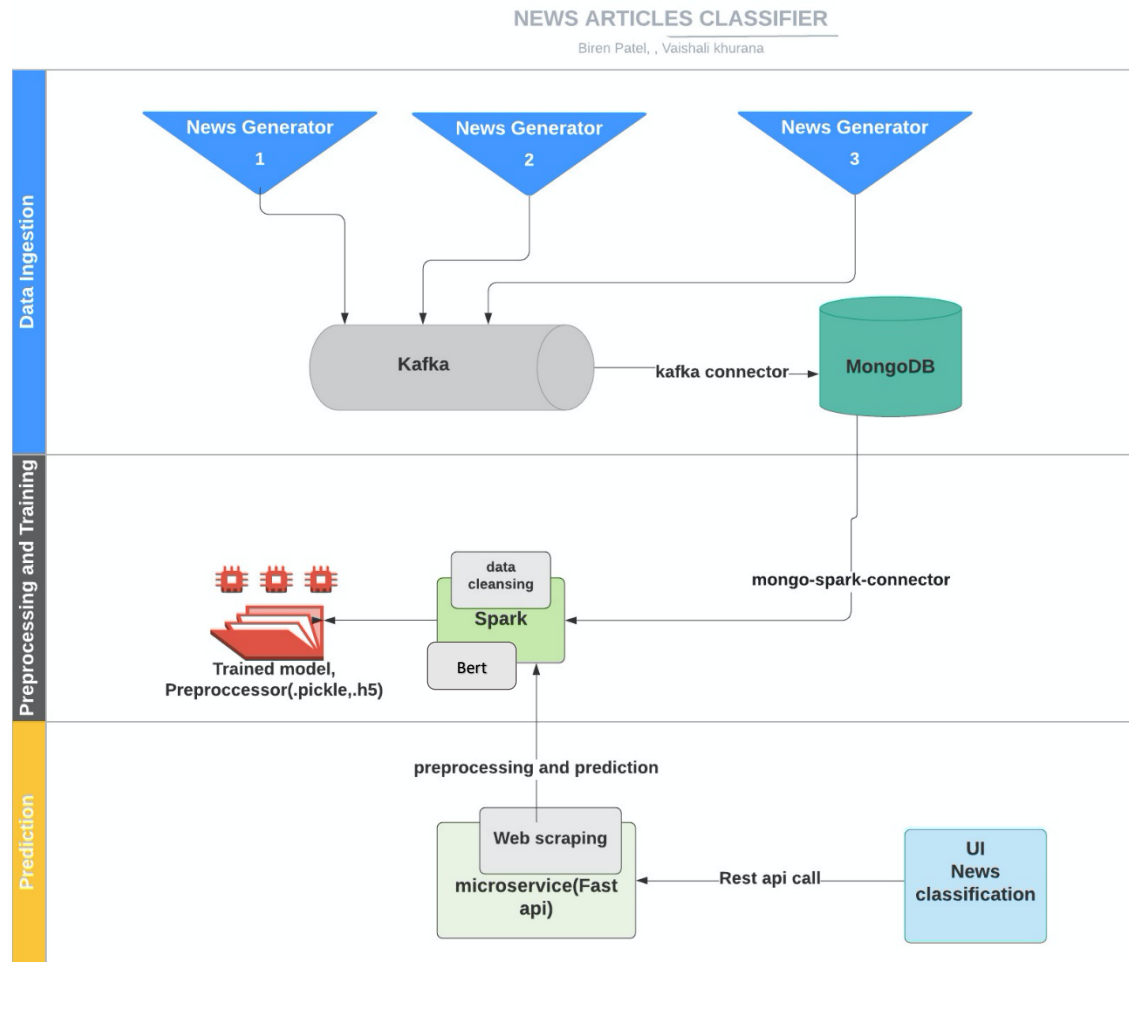 NEWS ARTICLES CLASSIFIER
Biren Patel, , Vaishali khurana
Data Ingestion
News Generator
1
News Generator
2
News Generator
3
Kafka
kafka connector
MongoDB
Preprocessing and Training
data
cleansing
Spark
Bert
mongo-spark-connector
Trained model,
Preproccessor(.pickle,.h5)
Prediction
preprocessing and prediction
Web scraping
microservice(Fast
api)
Rest api call
UI
News
classification